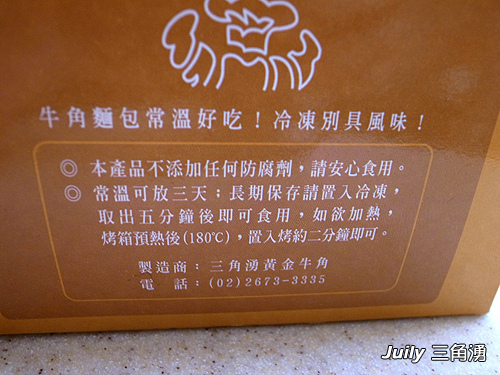 牛角麵包常溫好吃！冷凍別具風味！
◎ 本產品不添加任何防腐劑，請安心食用。
◎ 常溫可放三天；長期保存請置入冷凍，
取出五分鐘後即可食用，如欲加熱，
烤箱預熱後(180℃)，置入烤約二分鐘即可。
製造商：三角湧黃金牛角
電 話：(02)2673-3335
Juily 三角湧